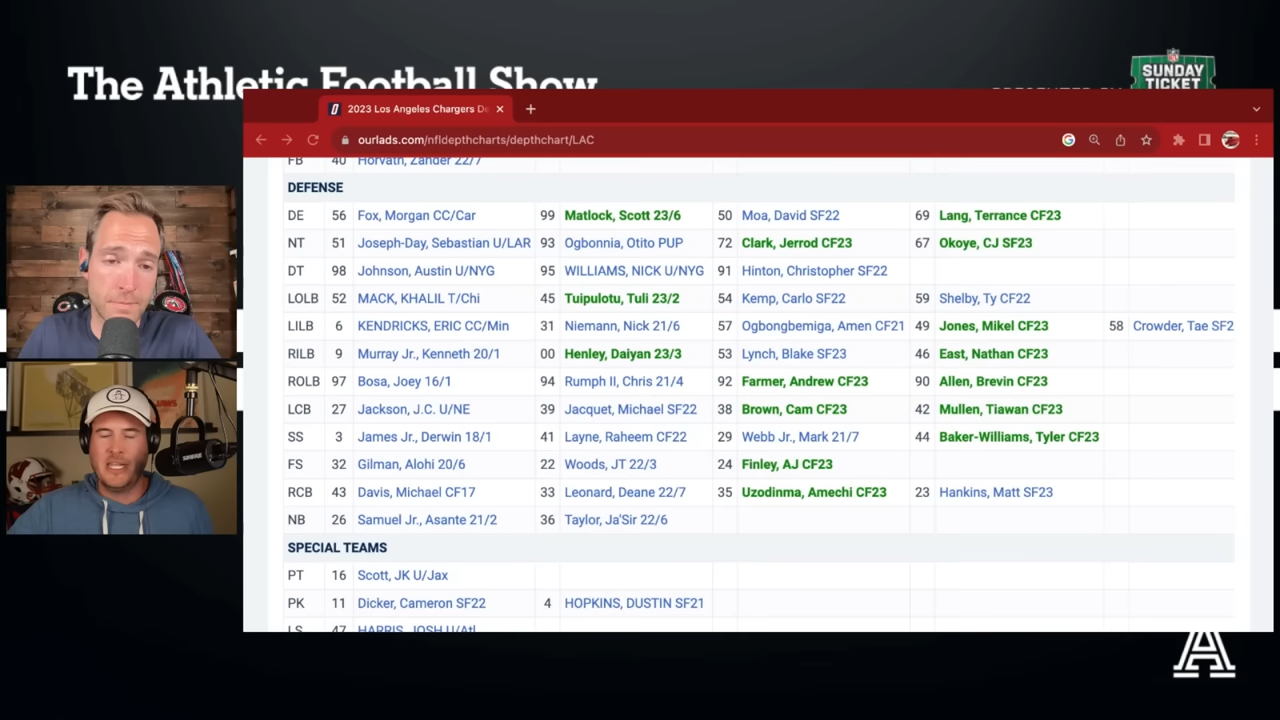 The Athletic Football Show
SUNDAY
TICKET
2023 Los Angeles Chargers De
ourlads.com/nfldepthcharts/depthchart/LAC
FB 40 Horvath, Zander 22/7
DEFENSE
DE 56 Fox, Morgan CC/Car 99 Matlock, Scott 23/6 50 Moa, David SF22 69 Lang, Terrance CF23
NT 51 Joseph-Day, Sebastian U/LAR 93 Ogbonnia, Otito PUP 72 Clark, Jerrod CF23 67 Okoye, CJ SF23
DT 98 Johnson, Austin U/NYG 95 WILLIAMS, NICK U/NYG 91 Hinton, Christopher SF22
LOLB 52 MACK, KHALIL T/Chi 45 Tuipulotu, Tuli 23/2 54 Kemp, Carlo SF22 59 Shelby, Ty CF22
LILB 6 KENDRICKS, ERIC CC/Min 31 Niemann, Nick 21/6 57 Ogbongbemiga, Amen CF21 49 Jones, Mikel CF23 58 Crowder, Tae SF2
RILB 9 Murray Jr., Kenneth 20/1 00 Henley, Daiyan 23/3 53 Lynch, Blake SF23 46 East, Nathan CF23
ROLB 97 Bosa, Joey 16/1 94 Rumph II, Chris 21/4 92 Farmer, Andrew CF23 90 Allen, Brevin CF23
LCB 27 Jackson, J.C. U/NE 39 Jacquet, Michael SF22 38 Brown, Cam CF23 42 Mullen, Tiawan CF23
SS 3 James Jr., Derwin 18/1 41 Layne, Raheem CF22 29 Webb Jr., Mark 21/7 44 Baker-Williams, Tyler CF23
FS 32 Gilman, Alohi 20/6 22 Woods, JT 22/3 24 Finley, AJ CF23
RCB 43 Davis, Michael CF17 33 Leonard, Deane 22/7 35 Uzodinma, Amechi CF23 23 Hankins, Matt SF23
NB 26 Samuel Jr., Asante 21/2 36 Taylor, Ja'Sir 22/6
SPECIAL TEAMS
PT 16 Scott, JK U/Jax
PK 11 Dicker, Cameron SF22 4 HOPKINS, DUSTIN SF21
LS 47 HARRIS, JOSH U/Atl